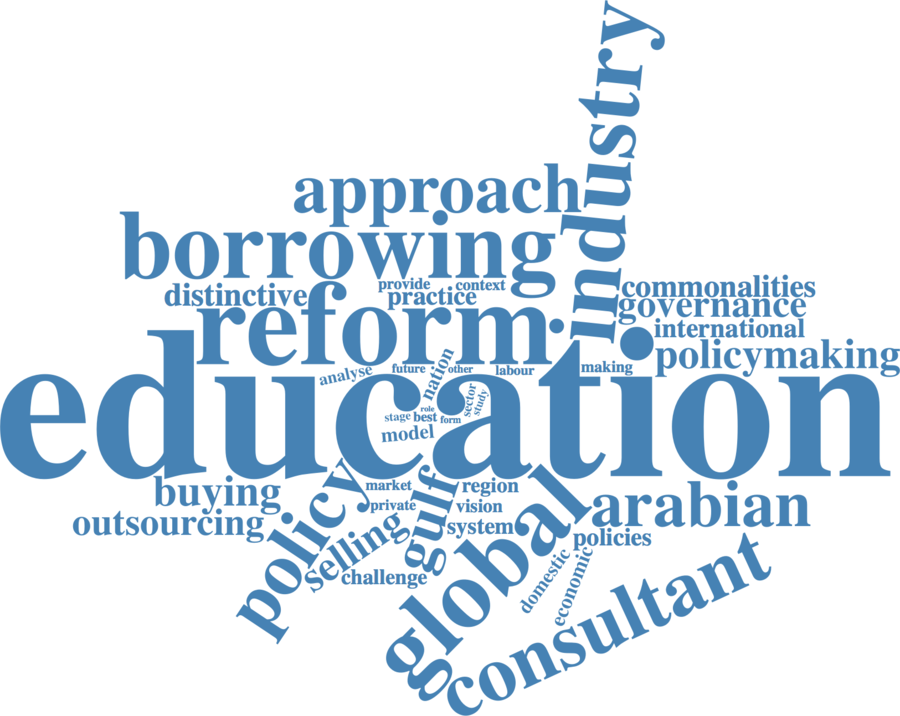 industry
approach
borrowing
provide
context
distinctive
practice
commonalities
governance
reform
international
policymaking
education
analyse
future
nation
other
labour
making
sector
study
role
stage
best
form
model
buying
market
region
arabian
outsourcing
policy
private
gulf
vision
selling
system
global
policies
challenge
domestic
economic
consultant